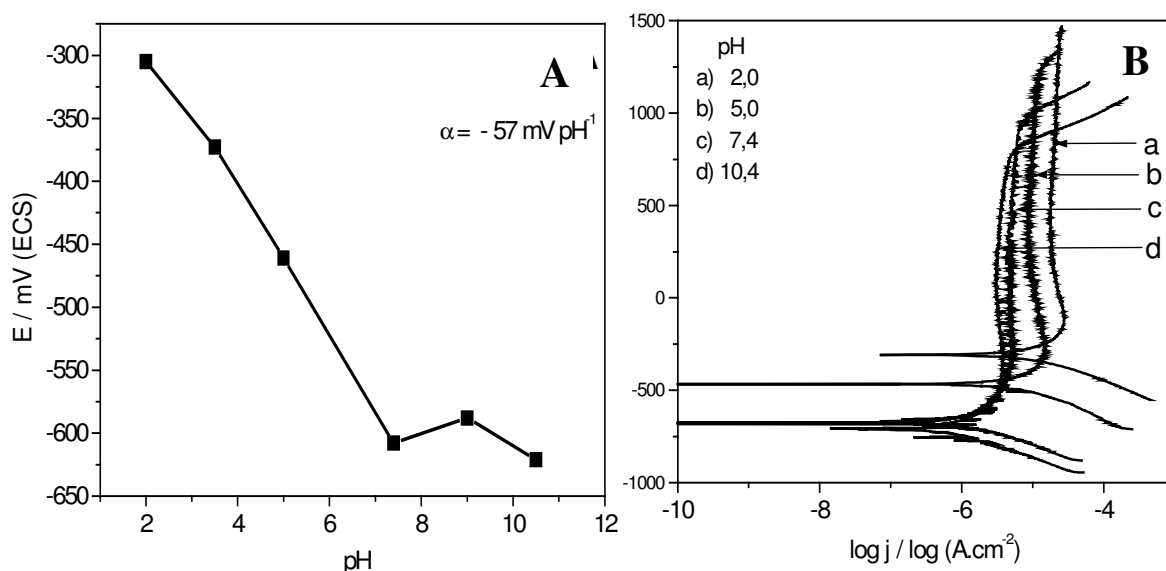 A
α = - 57 mV pH⁻¹
E / mV (ECS)
-300
-350
-400
-450
-500
-550
-600
-650
2
4
6
8
10
12
pH
B
pH
a) 2,0
b) 5,0
c) 7,4
d) 10,4
1500
1000
500
0
-500
-1000
a
b
c
d
-10
-8
-6
-4
log j / log (A.cm⁻²)